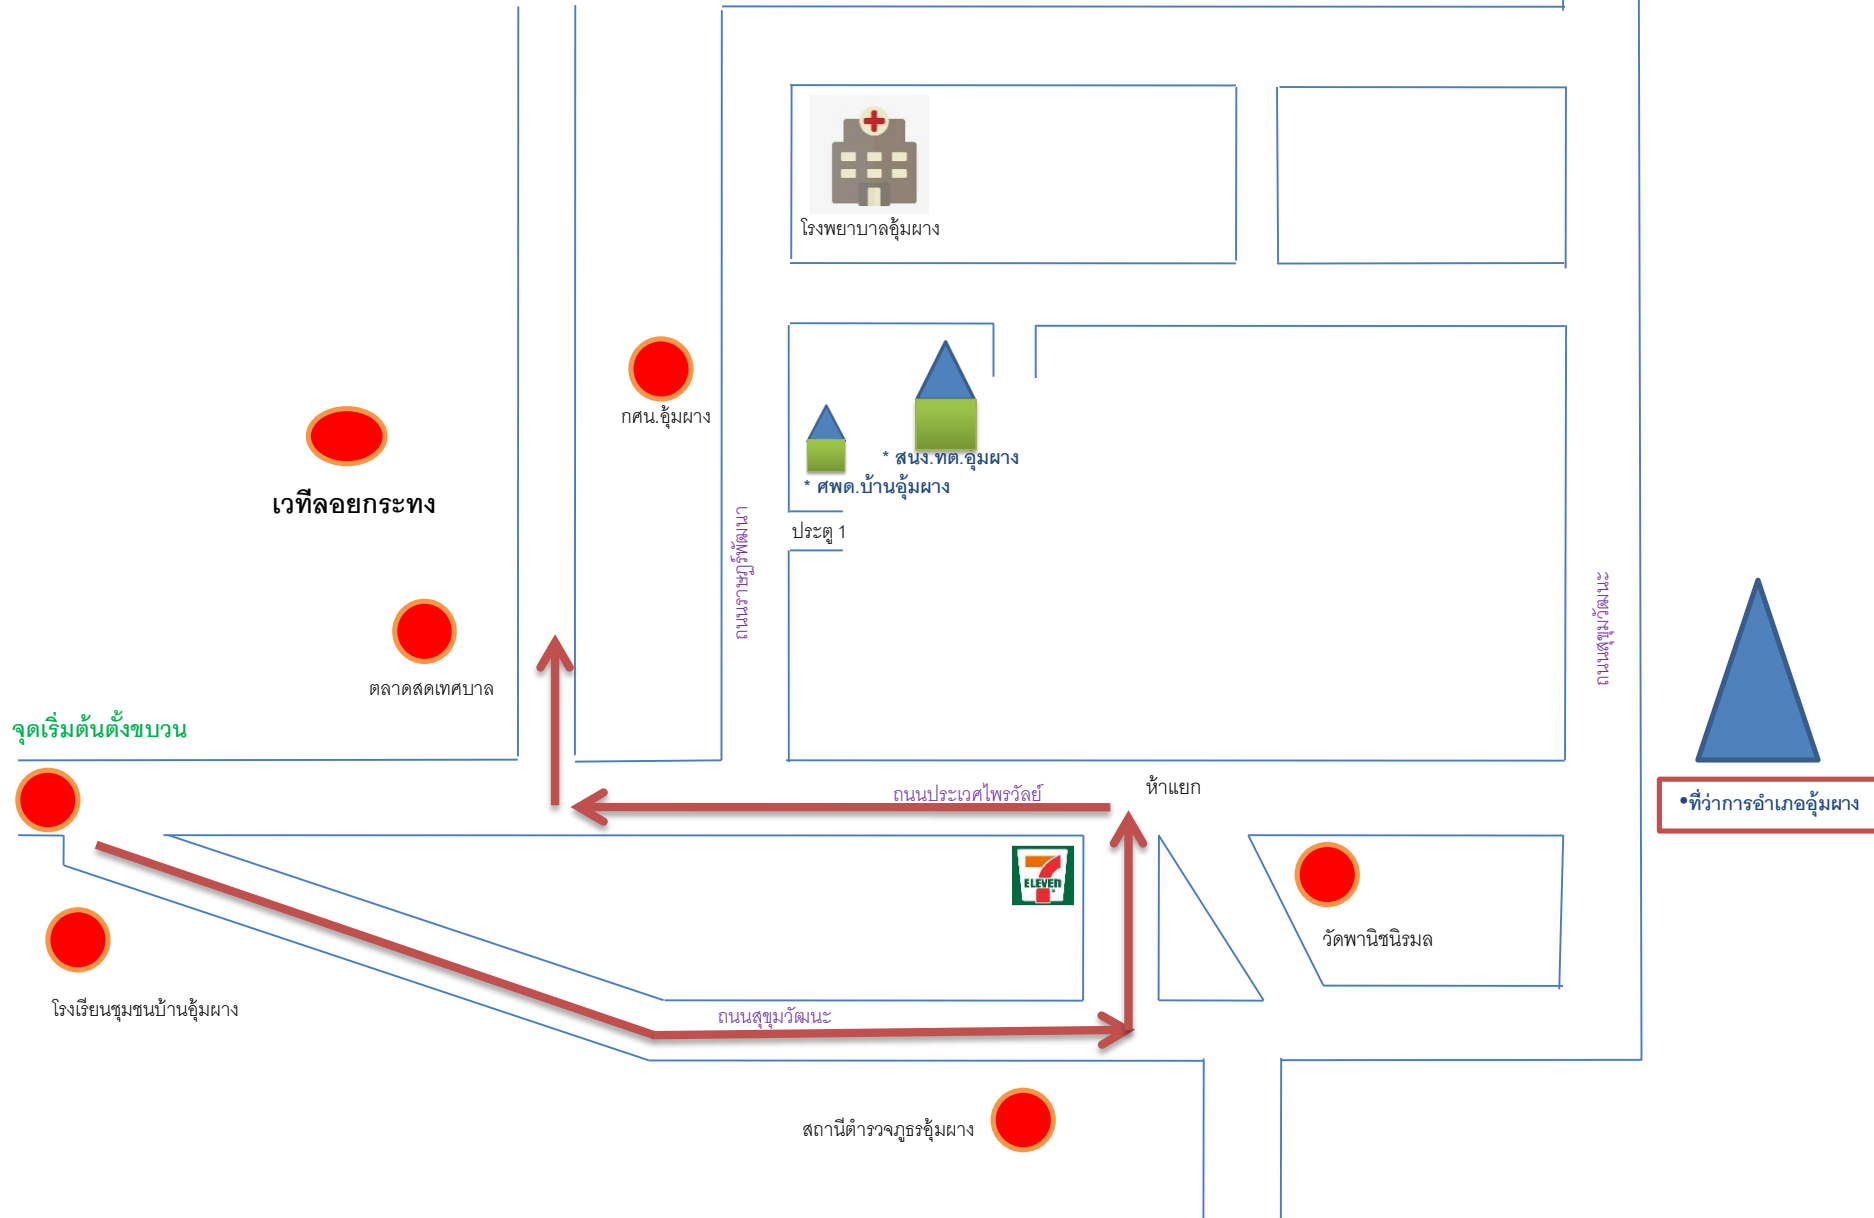 โรงพยาบาลอุ้มผาง
กศน.อุ้มผาง
* สนง.ทต.อุ้มผาง
* ศพด.บ้านอุ้มผาง
เวทีลอยกระทง
ประตู 1
ถนนราษฎร์พัฒนา
ถนนสุขุมวัฒนะ
ตลาดสดเทศบาล
จุดเริ่มต้นตั้งขบวน
ถนนประเวศไพรวัลย์
ห้าแยก
•ที่ว่าการอำเภออุ้มผาง
7
ELEVEN
วัดพานิชนิรมล
โรงเรียนชุมชนบ้านอุ้มผาง
ถนนสุขุมวัฒนะ
สถานีตำรวจภูธรอุ้มผาง